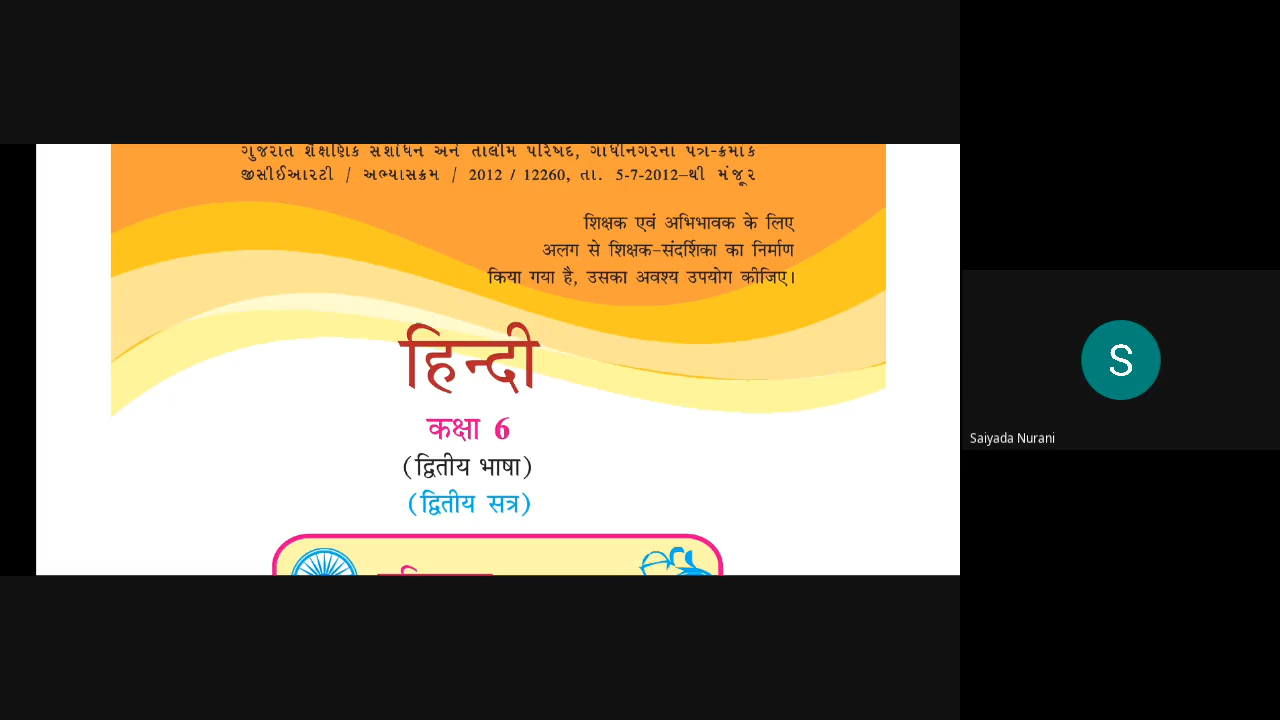 ગુજરાત શૈક્ષણિક સંશોધન અને તાલીમ પરિષદ, ગાંધીનગરના પત્ર-ક્રમાંક
જીસીઈઆરટી / અભ્યાસક્રમ / 2012 / 12260, તા. 5-7-2012–થી મંજૂર
शिक्षक एवं अभिभावक के लिए
अलग से शिक्षक-संदर्शिका का निर्माण
किया गया है, उसका अवश्य उपयोग कीजिए।
हिन्दी
कक्षा 6
(द्वितीय भाषा)
(द्वितीय सत्र)
S
Saiyada Nurani